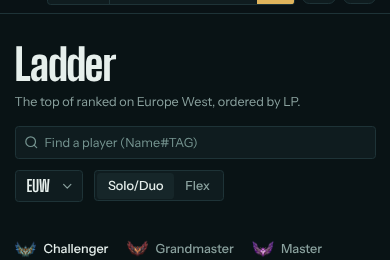 Ladder
The top of ranked on Europe West, ordered by LP.
Find a player (Name#TAG)
EUW Solo/Duo Flex
Challenger Grandmaster Master